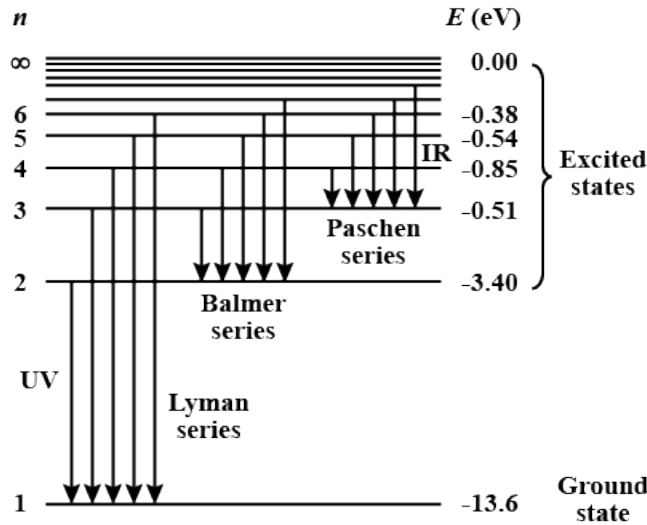 n E (eV)
∞ 0.00
6 -0.38
5 -0.54
IR
4 -0.85
Excited
states
3 -0.51
Paschen
series
2 -3.40
Balmer
series
UV
Lyman
series
1 -13.6
Ground
state